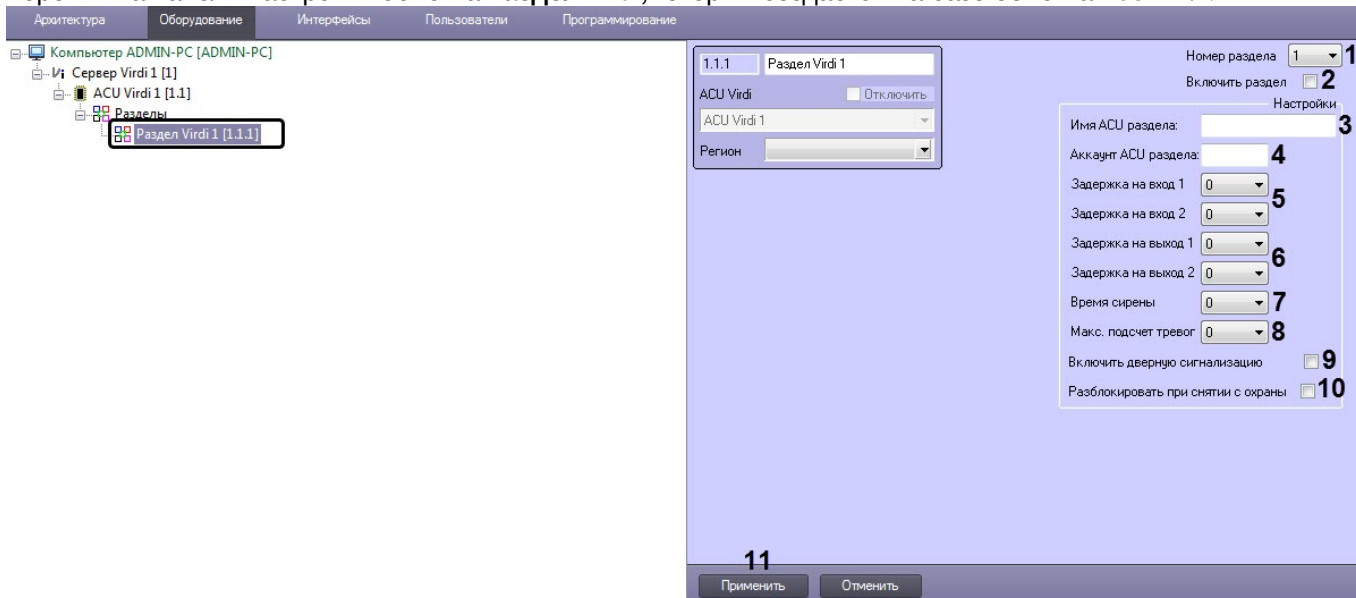 Архитектура Оборудование Интерфейсы Пользователи Программирование
Компьютер ADMIN-PC [ADMIN-PC]
Сервер Virdi 1 [1]
ACU Virdi 1 [1.1]
Разделы
Раздел Virdi 1 [1.1.1]
1.1.1 Раздел Virdi 1
ACU Virdi Отключить
ACU Virdi 1
Регион
Номер раздела 1 1
Включить раздел 2
Настройки
Имя ACU раздела: 3
Аккаунт ACU раздела: 4
Задержка на вход 1 0
5
Задержка на вход 2 0
Задержка на выход 1 0
6
Задержка на выход 2 0
Время сирены 0 7
Макс. подсчет тревог 0 8
Включить дверную сигнализацию 9
Разблокировать при снятии с охраны 10
11
Применить Отменить